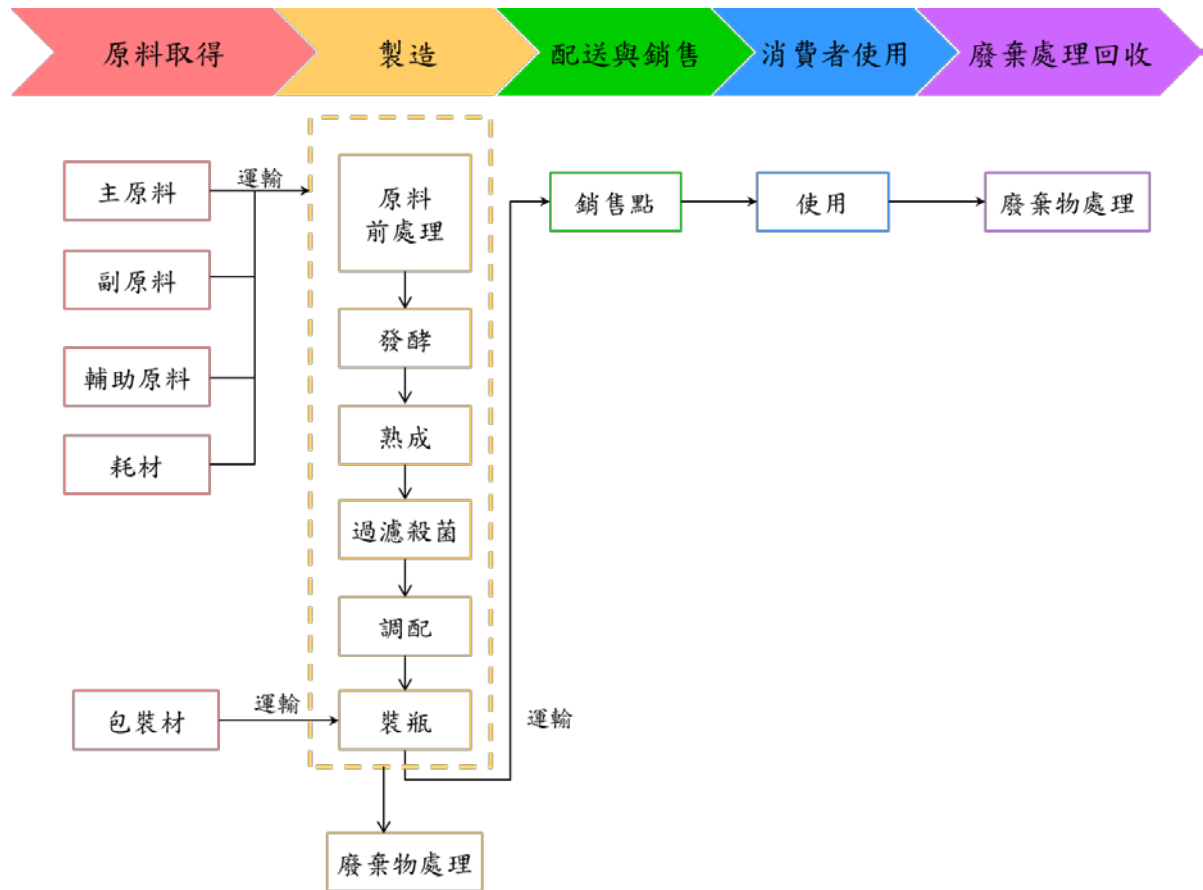 原料取得
製造
配送與銷售
消費者使用
廢棄處理回收
主原料
運輸
副原料
輔助原料
耗材
包裝材
運輸
原料
前處理
發酵
熟成
過濾殺菌
調配
裝瓶
廢棄物處理
運輸
銷售點
使用
廢棄物處理